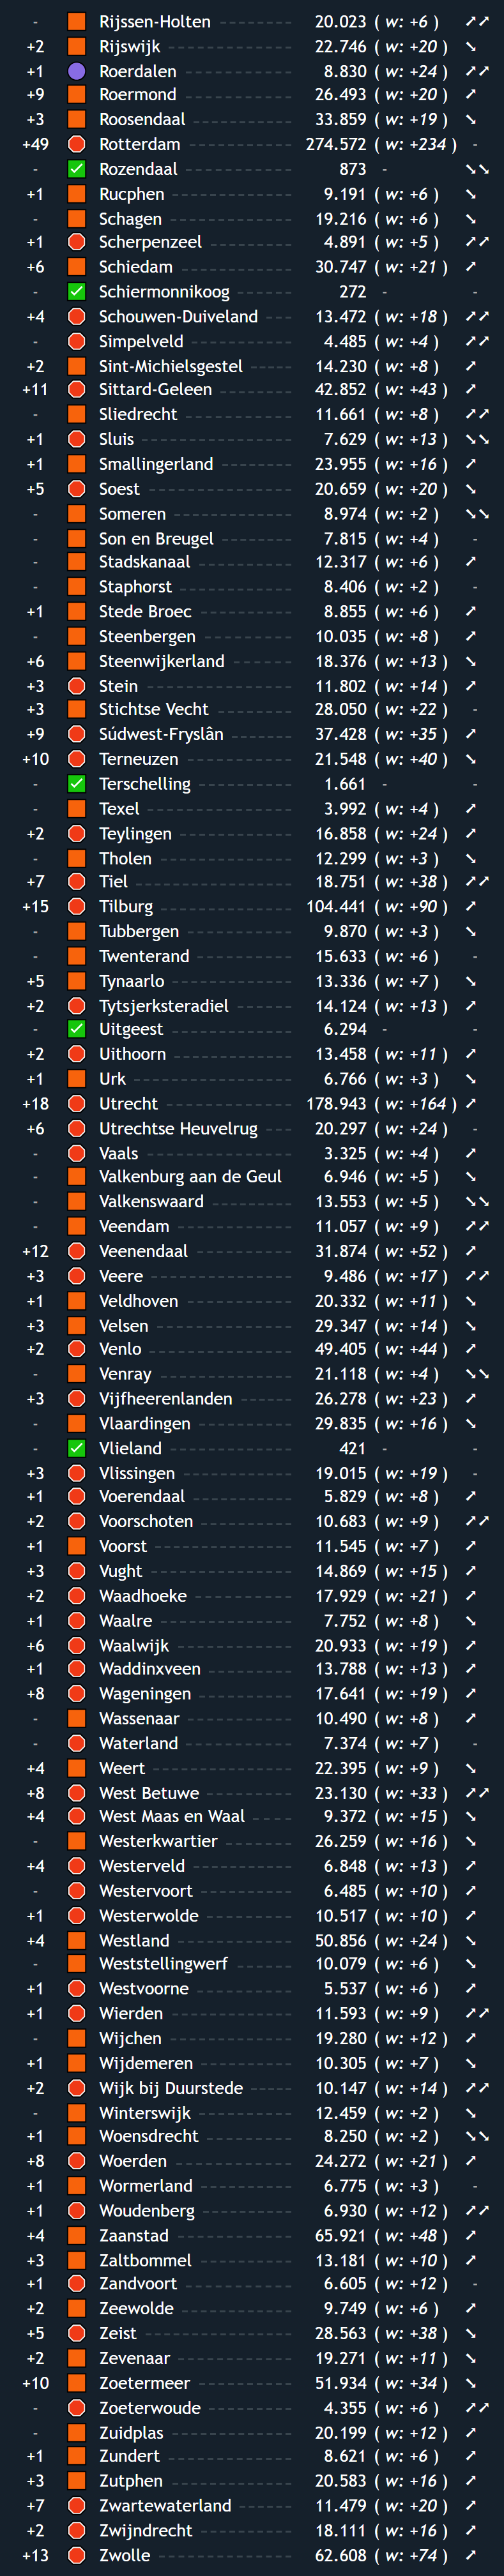 - Rijssen-Holten 20.023 ( w: +6 ) ➚➚
+2 Rijswijk 22.746 ( w: +20 ) ➘
+1 Roerdalen 8.830 ( w: +24 ) ➚➚
+9 Roermond 26.493 ( w: +20 ) ➚
+3 Roosendaal 33.859 ( w: +19 ) ➘
+49 Rotterdam 274.572 ( w: +234 ) -
- Rozendaal 873 - ➘➘
+1 Rucphen 9.191 ( w: +6 ) ➘
- Schagen 19.216 ( w: +6 ) ➘
+1 Scherpenzeel 4.891 ( w: +5 ) ➚➚
+6 Schiedam 30.747 ( w: +21 ) ➚
- Schiermonnikoog 272 - -
+4 Schouwen-Duiveland 13.472 ( w: +18 ) ➚➚
- Simpelveld 4.485 ( w: +4 ) ➚➚
+2 Sint-Michielsgestel 14.230 ( w: +8 ) ➚
+11 Sittard-Geleen 42.852 ( w: +43 ) ➚
- Sliedrecht 11.661 ( w: +8 ) ➚➚
+1 Sluis 7.629 ( w: +13 ) ➘➘
+1 Smallingerland 23.955 ( w: +16 ) ➚
+5 Soest 20.659 ( w: +20 ) ➘
- Someren 8.974 ( w: +2 ) ➘➘
- Son en Breugel 7.815 ( w: +4 ) -
- Stadskanaal 12.317 ( w: +6 ) ➚
- Staphorst 8.406 ( w: +2 ) -
+1 Stede Broec 8.855 ( w: +6 ) ➚
- Steenbergen 10.035 ( w: +8 ) ➚
+6 Steenwijkerland 18.376 ( w: +13 ) ➘
+3 Stein 11.802 ( w: +14 ) ➚
+3 Stichtse Vecht 28.050 ( w: +22 ) -
+9 Súdwest-Fryslân 37.428 ( w: +35 ) ➚
+10 Terneuzen 21.548 ( w: +40 ) ➘
- Terschelling 1.661 - -
- Texel 3.992 ( w: +4 ) ➚
+2 Teylingen 16.858 ( w: +24 ) ➚
- Tholen 12.299 ( w: +3 ) ➘
+7 Tiel 18.751 ( w: +38 ) ➚➚
+15 Tilburg 104.441 ( w: +90 ) ➚
- Tubbergen 9.870 ( w: +3 ) ➘
- Twenterand 15.633 ( w: +6 ) -
+5 Tynaarlo 13.336 ( w: +7 ) ➘
+2 Tytsjerksteradiel 14.124 ( w: +13 ) ➚
- Uitgeest 6.294 - -
+2 Uithoorn 13.458 ( w: +11 ) ➚
+1 Urk 6.766 ( w: +3 ) ➘
+18 Utrecht 178.943 ( w: +164 ) ➚
+6 Utrechtse Heuvelrug 20.297 ( w: +24 ) -
- Vaals 3.325 ( w: +4 ) ➚
- Valkenburg aan de Geul 6.946 ( w: +5 ) ➘
- Valkenswaard 13.553 ( w: +5 ) ➘➘
- Veendam 11.057 ( w: +9 ) ➚➚
+12 Veenendaal 31.874 ( w: +52 ) ➚
+3 Veere 9.486 ( w: +17 ) ➚➚
+1 Veldhoven 20.332 ( w: +11 ) ➘
+3 Velsen 29.347 ( w: +14 ) ➘
+2 Venlo 49.405 ( w: +44 ) ➚
- Venray 21.118 ( w: +4 ) ➘➘
+3 Vijfheerenlanden 26.278 ( w: +23 ) ➚
- Vlaardingen 29.835 ( w: +16 ) ➘
- Vlieland 421 - -
+3 Vlissingen 19.015 ( w: +19 ) -
+1 Voerendaal 5.829 ( w: +8 ) ➚
+2 Voorschoten 10.683 ( w: +9 ) ➚➚
+1 Voorst 11.545 ( w: +7 ) ➚
+3 Vught 14.869 ( w: +15 ) ➚
+2 Waadhoeke 17.929 ( w: +21 ) ➚
+1 Waalre 7.752 ( w: +8 ) ➘
+6 Waalwijk 20.933 ( w: +19 ) ➚
+1 Waddinxveen 13.788 ( w: +13 ) ➚
+8 Wageningen 17.641 ( w: +19 ) ➚
- Wassenaar 10.490 ( w: +8 ) ➚
- Waterland 7.374 ( w: +7 ) -
+4 Weert 22.395 ( w: +9 ) ➘
+8 West Betuwe 23.130 ( w: +33 ) ➚➚
+4 West Maas en Waal 9.372 ( w: +15 ) ➘
- Westerkwartier 26.259 ( w: +16 ) ➘
+4 Westerveld 6.848 ( w: +13 ) ➚
- Westervoort 6.485 ( w: +10 ) ➚
+1 Westerwolde 10.517 ( w: +10 ) ➚
+4 Westland 50.856 ( w: +24 ) ➘
- Weststellingwerf 10.079 ( w: +6 ) ➘
+1 Westvoorne 5.537 ( w: +6 ) ➚
+1 Wierden 11.593 ( w: +9 ) ➚➚
- Wijchen 19.280 ( w: +12 ) ➚
+1 Wijdemeren 10.305 ( w: +7 ) ➘
+2 Wijk bij Duurstede 10.147 ( w: +14 ) ➚➚
- Winterswijk 12.459 ( w: +2 ) ➘
+1 Woensdrecht 8.250 ( w: +2 ) ➘➘
+8 Woerden 24.272 ( w: +21 ) ➚
+1 Wormerland 6.775 ( w: +3 ) -
+1 Woudenberg 6.930 ( w: +12 ) ➚➚
+4 Zaanstad 65.921 ( w: +48 ) ➚
+3 Zaltbommel 13.181 ( w: +10 ) ➚
+1 Zandvoort 6.605 ( w: +12 ) -
+2 Zeewolde 9.749 ( w: +6 ) ➚
+5 Zeist 28.563 ( w: +38 ) ➘
+2 Zevenaar 19.271 ( w: +11 ) ➘
+10 Zoetermeer 51.934 ( w: +34 ) ➘
- Zoeterwoude 4.355 ( w: +6 ) ➚➚
- Zuidplas 20.199 ( w: +12 ) ➚
+1 Zundert 8.621 ( w: +6 ) ➚
+3 Zutphen 20.583 ( w: +16 ) ➚
+7 Zwartewaterland 11.479 ( w: +20 ) ➚
+2 Zwijndrecht 18.111 ( w: +16 ) ➚
+13 Zwolle 62.608 ( w: +74 ) ➚